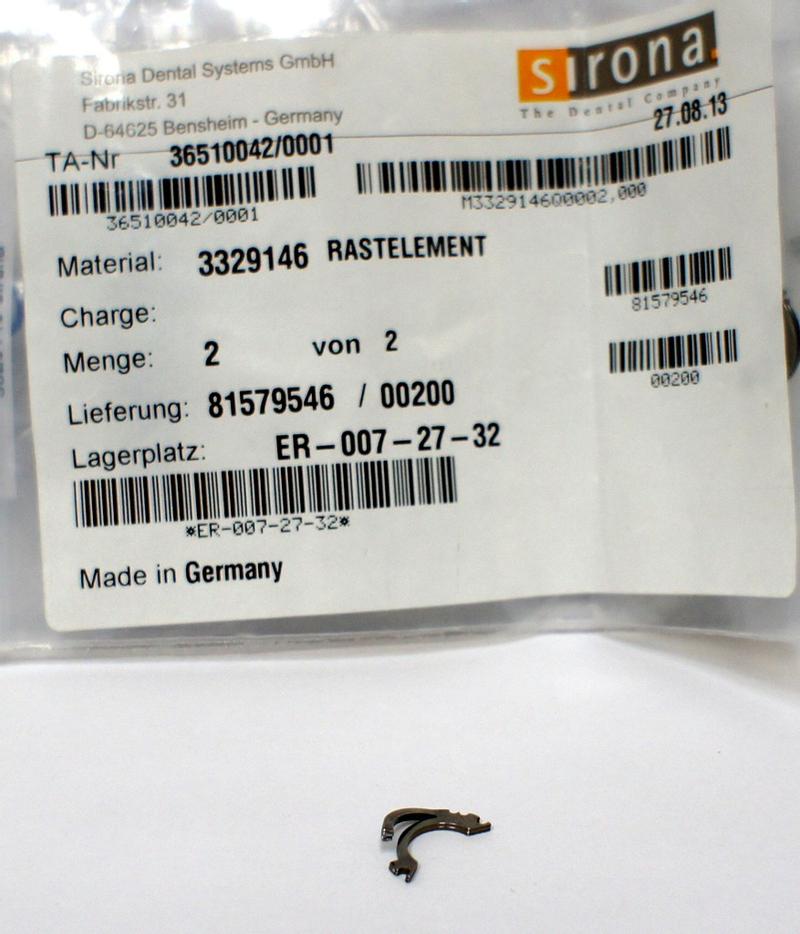 Sirona Dental Systems GmbH
Fabrikstr. 31
D-64625 Bensheim - Germany
sirona.
The Dental Company
27.08.13
TA-Nr 36510042/0001
36510042/0001
M332914600002,000
Material: 3329146 RASTELEMENT
81579546
Charge:
Menge: 2 von 2
00200
Lieferung: 81579546 / 00200
Lagerplatz: ER-007-27-32
*ER-007-27-32*
Made in Germany